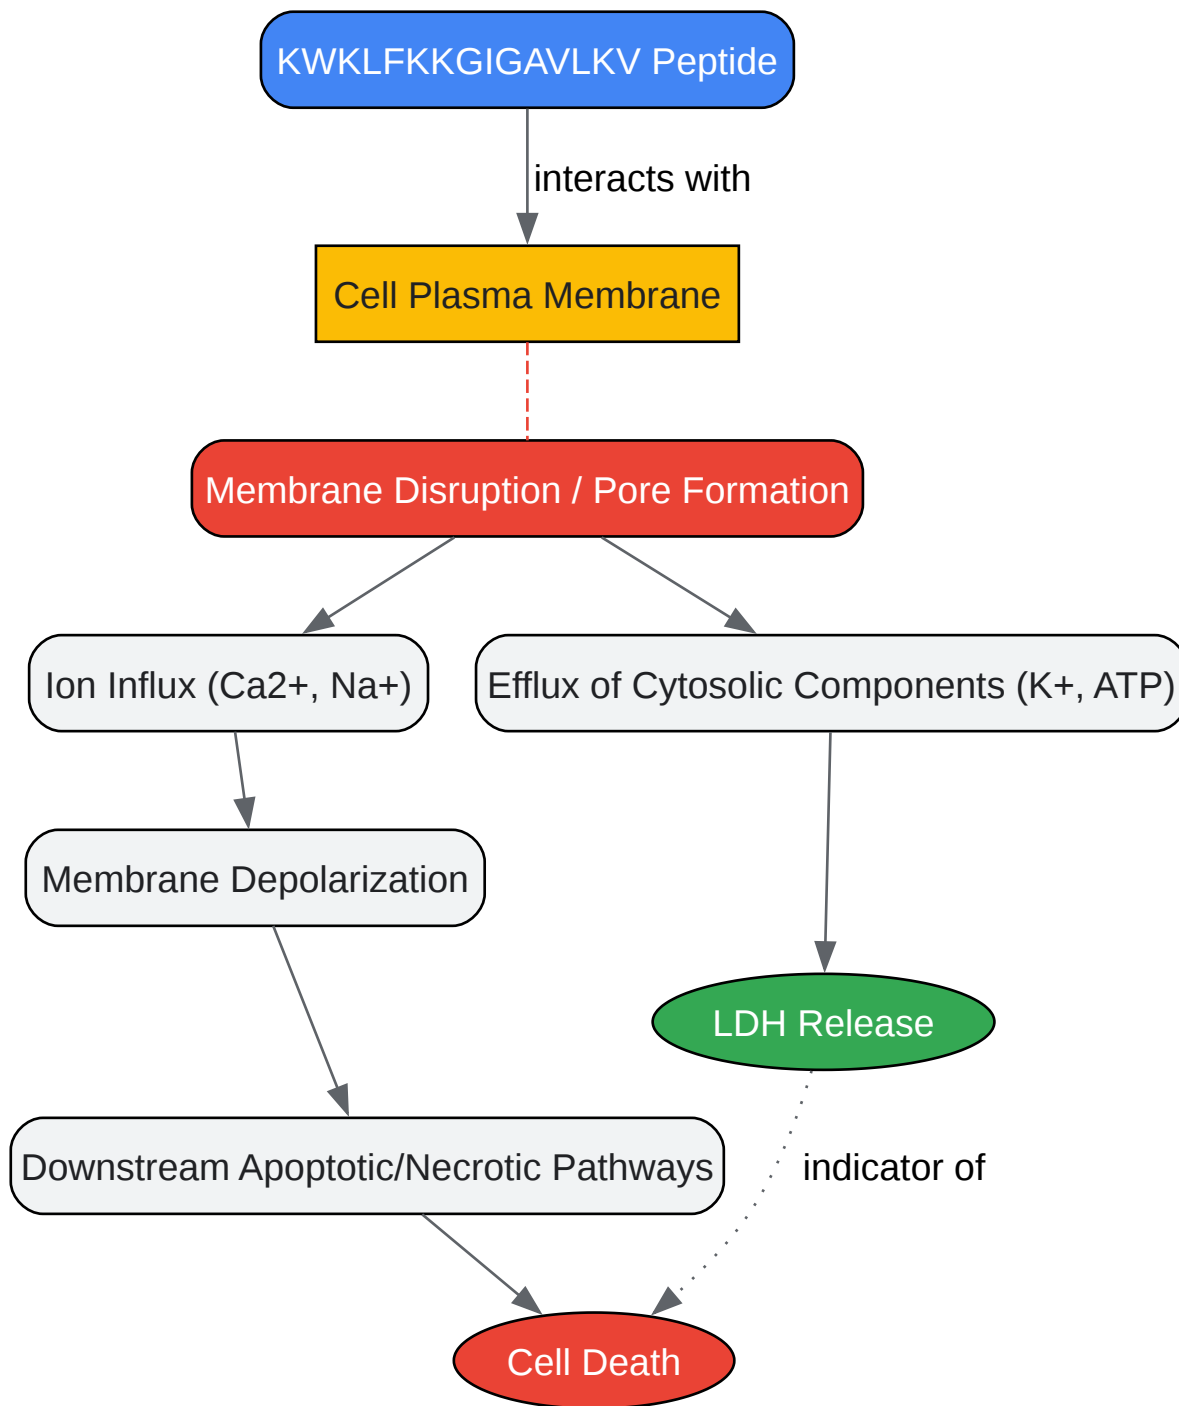 KWKLFKKGIGAVLKV Peptide
interacts with
Cell Plasma Membrane
Membrane Disruption / Pore Formation
Ion Influx (Ca2+, Na+)
Efflux of Cytosolic Components (K+, ATP)
Membrane Depolarization
LDH Release
Downstream Apoptotic/Necrotic Pathways
indicator of
Cell Death